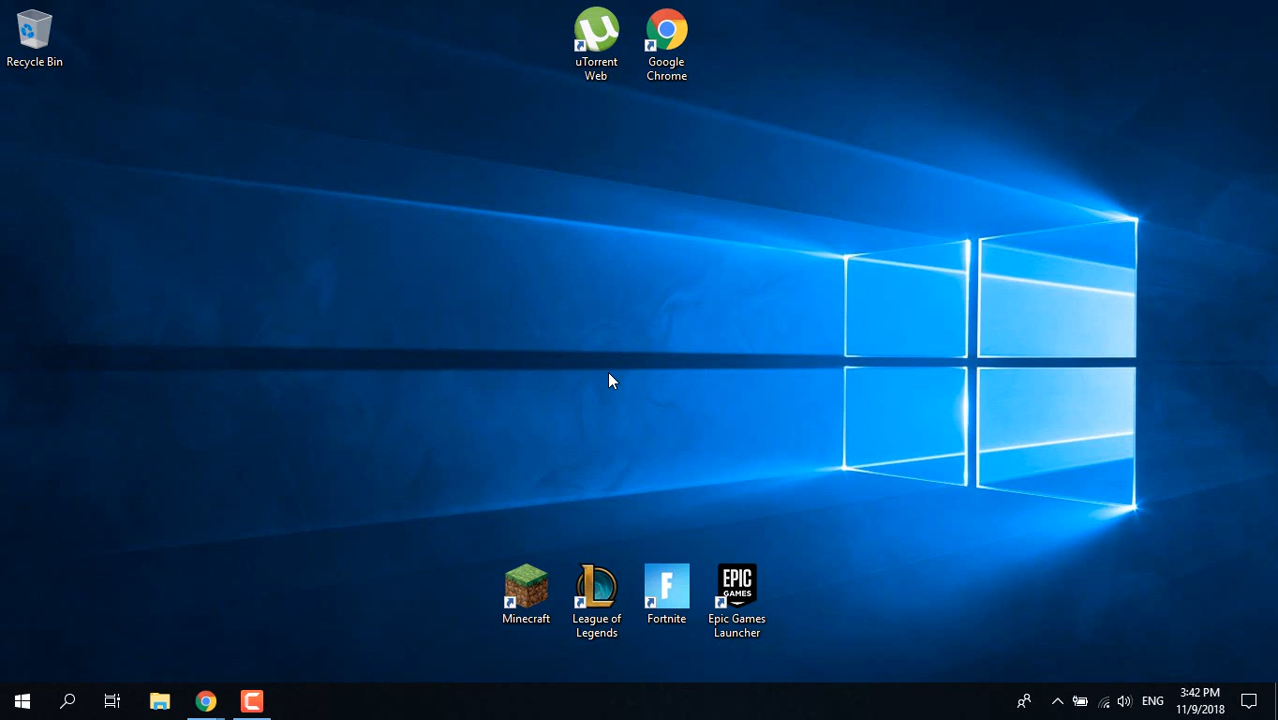 Recycle Bin
uTorrent
Web
Google
Chrome
Minecraft
League of
Legends
F
Fortnite
EPIC
GAMES
Epic Games
Launcher
ENG
3:42 PM
11/9/2018